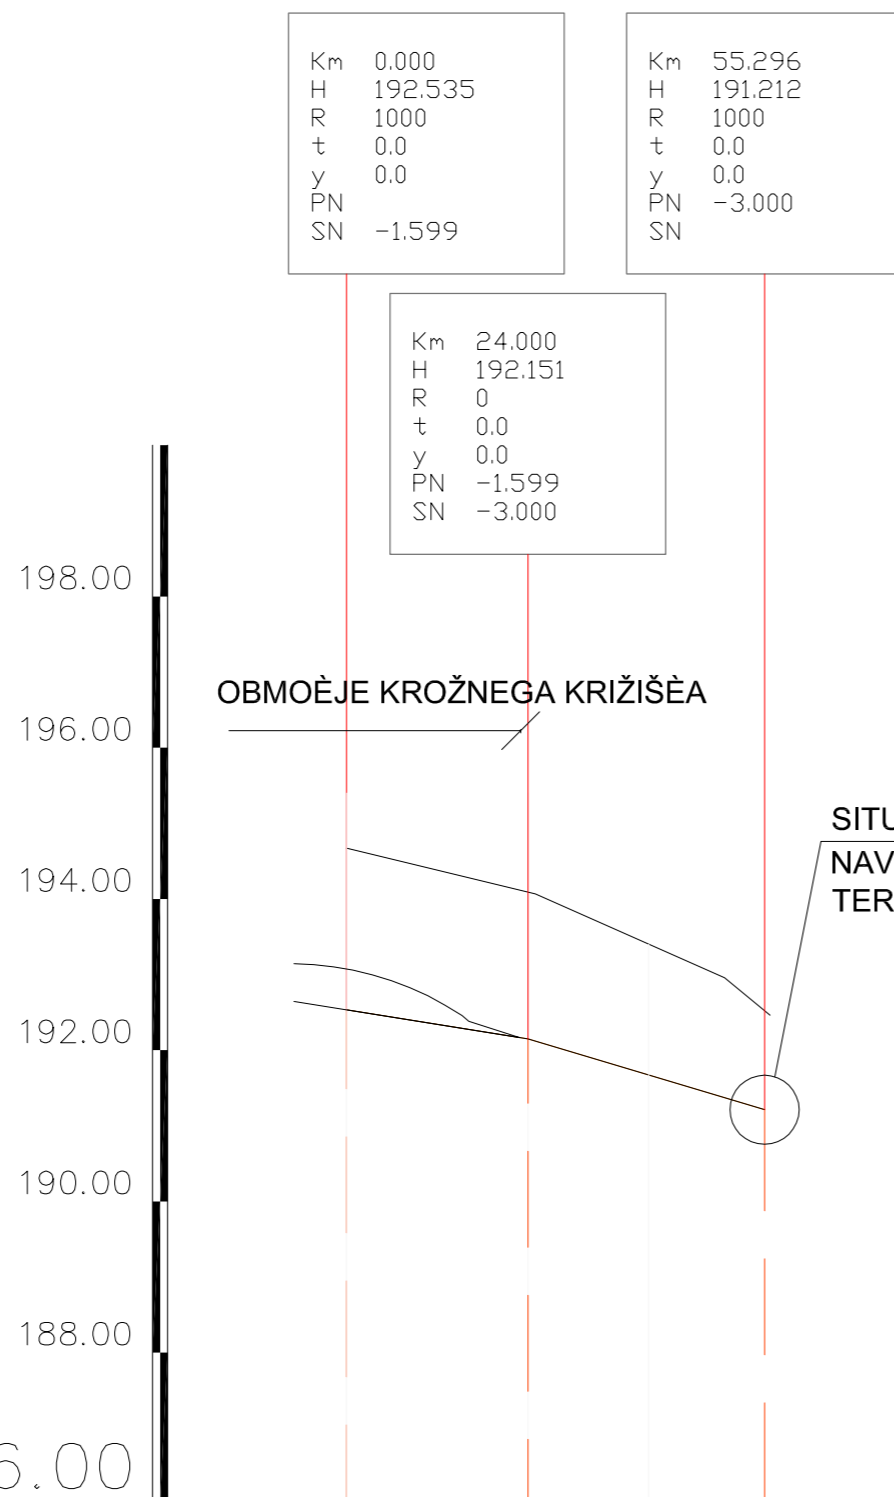 Km 0.000
H 192.535
R 1000
t 0.0
y 0.0
PN
SN -1.599
Km 55.296
H 191.212
R 1000
t 0.0
y 0.0
PN -3.000
SN
Km 24.000
H 192.151
R 0
t 0.0
y 0.0
PN -1.599
SN -3.000
198.00
OBMOÈJE KROŽNEGA KRIŽIŠÈA
196.00
SITU
NAV
TER
194.00
192.00
190.00
188.00
6.00